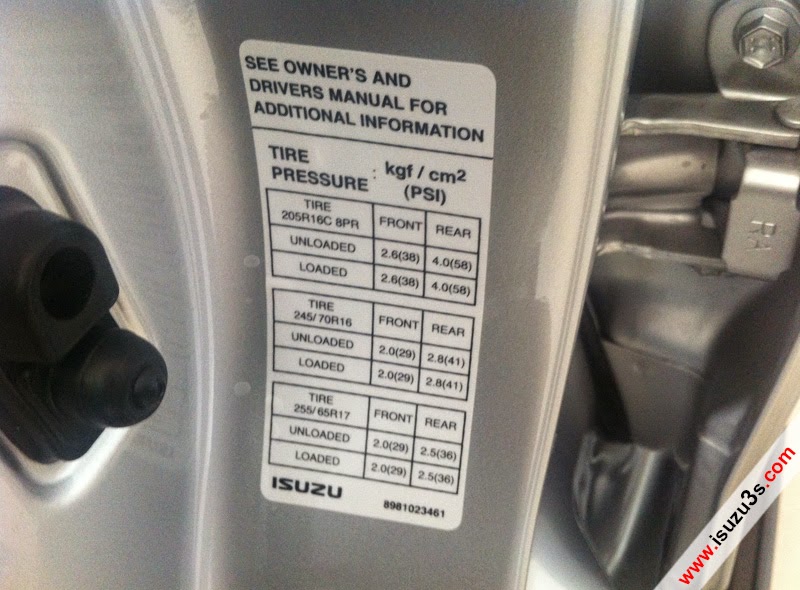 SEE OWNER'S AND
DRIVERS MANUAL FOR
ADDITIONAL INFORMATION
TIRE
PRESSURE : kgf / cm2
(PSI)
TIRE
205R16C 8PR FRONT REAR
UNLOADED 2.6(38) 4.0(58)
LOADED 2.6(38) 4.0(58)
TIRE
245/70R16 FRONT REAR
UNLOADED 2.0(29) 2.8(41)
LOADED 2.0(29) 2.8(41)
TIRE
255/65R17 FRONT REAR
UNLOADED 2.0(29) 2.5(36)
LOADED 2.0(29) 2.5(36)
ISUZU 8981023461
RA
www.isuzu3s.com